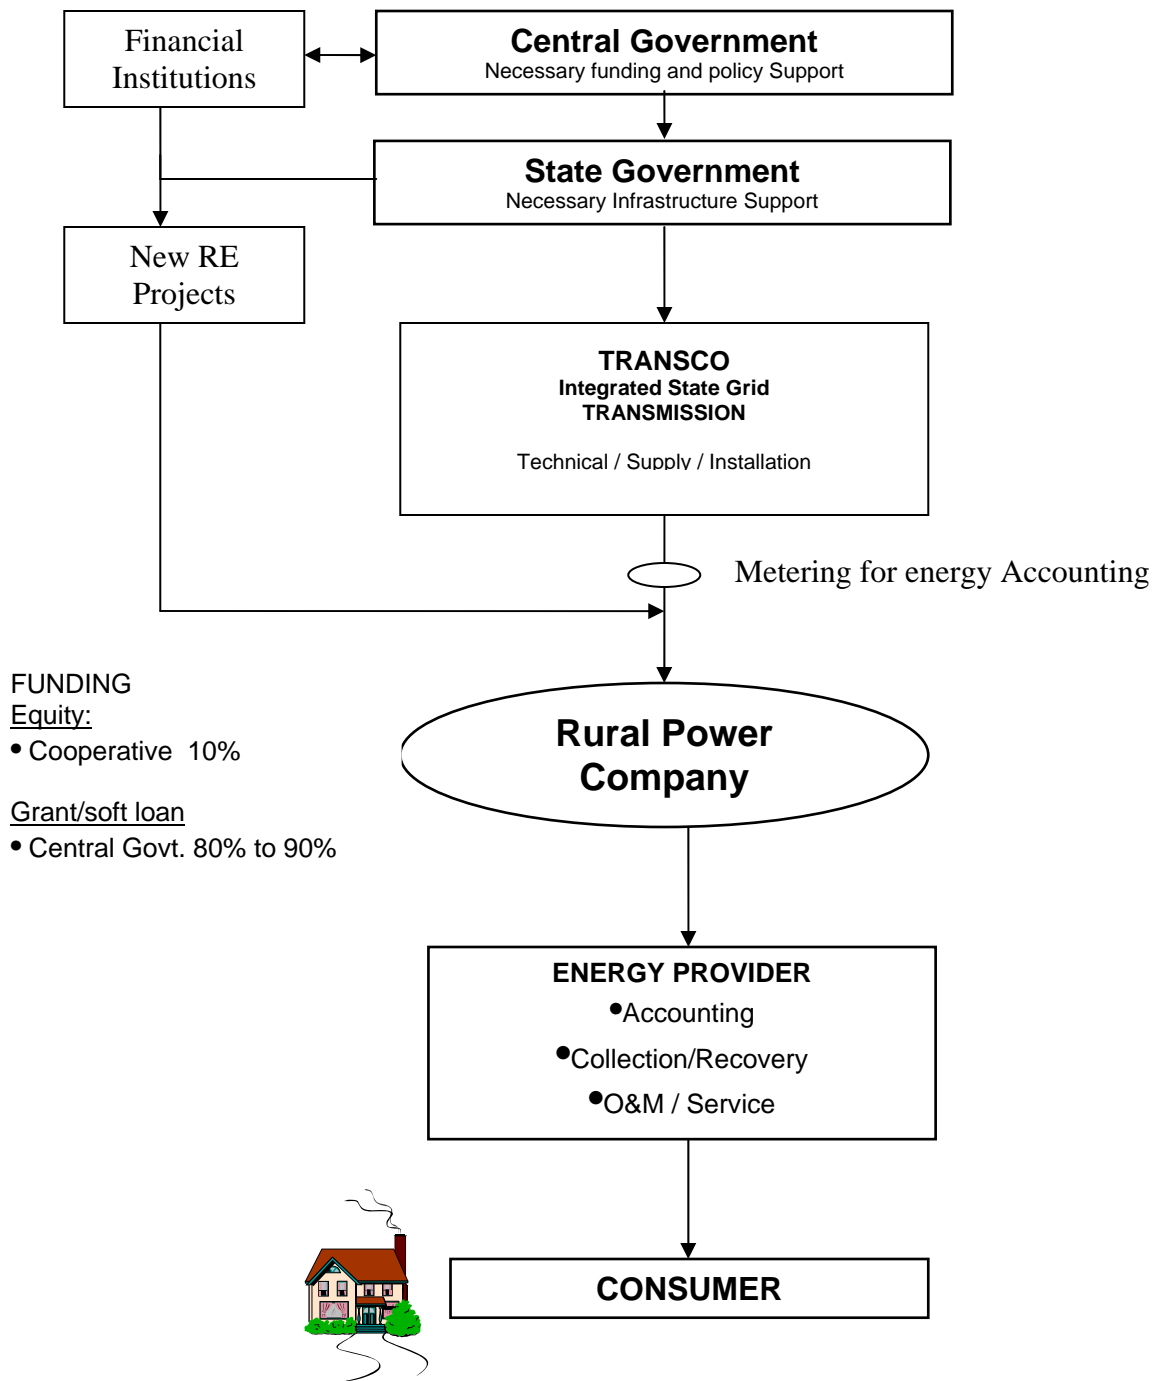 Financial
Institutions
Central Government
Necessary funding and policy Support
State Government
Necessary Infrastructure Support
New RE
Projects
TRANSCO
Integrated State Grid
TRANSMISSION
Technical / Supply / Installation
Metering for energy Accounting
FUNDING
Equity:
• Cooperative 10%
Grant/soft loan
• Central Govt. 80% to 90%
Rural Power
Company
ENERGY PROVIDER
•Accounting
•Collection/Recovery
•O&M / Service
CONSUMER